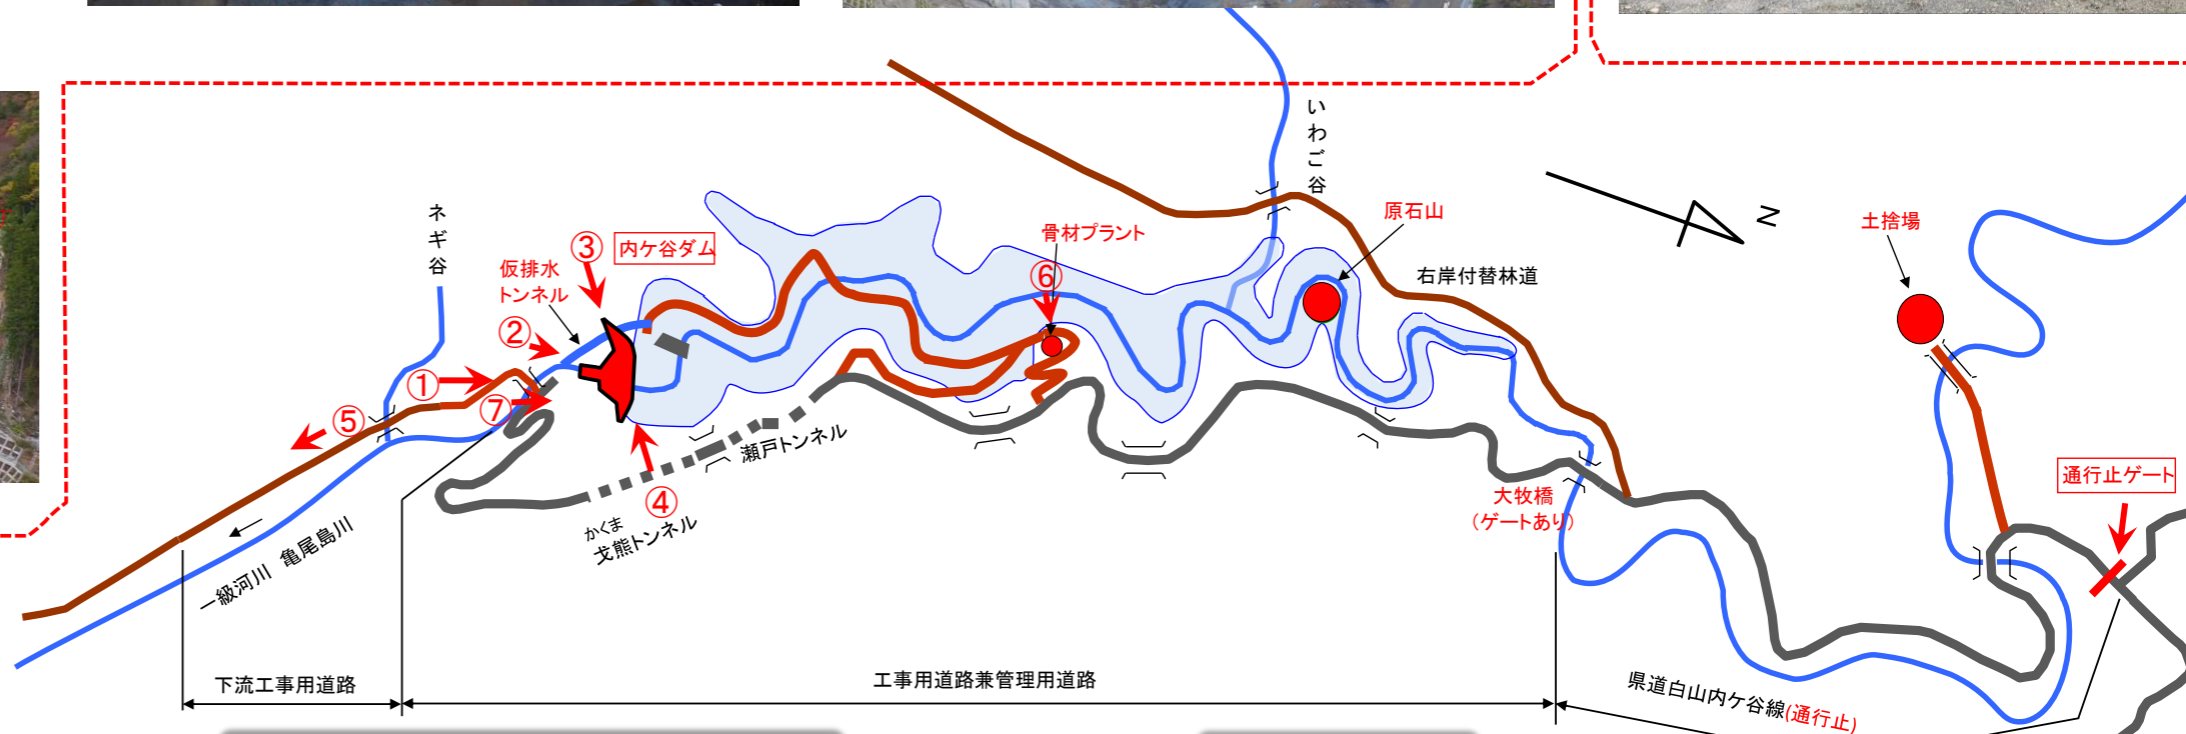 いわご谷
ネギ谷
③
内ケ谷ダム
仮排水
トンネル
骨材プラント
原石山
⑥
右岸付替林道
N
土捨場
②
①
⑦
⑤
瀬戸トンネル
④
かくま
戈熊トンネル
大牧橋
(ゲートあり)
通行止ゲート
一級河川 亀尾島川
下流工事用道路
工事用道路兼管理用道路
県道白山内ケ谷線(通行止)